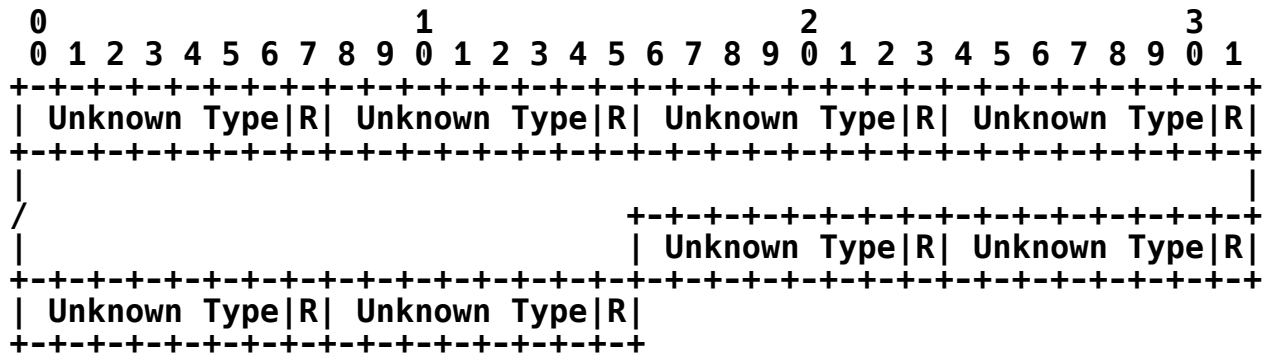 0                   1                   2                   3
 0 1 2 3 4 5 6 7 8 9 0 1 2 3 4 5 6 7 8 9 0 1 2 3 4 5 6 7 8 9 0 1
+-+-+-+-+-+-+-+-+-+-+-+-+-+-+-+-+-+-+-+-+-+-+-+-+-+-+-+-+-+-+-+-+
| Unknown Type|R| Unknown Type|R| Unknown Type|R| Unknown Type|R|
+-+-+-+-+-+-+-+-+-+-+-+-+-+-+-+-+-+-+-+-+-+-+-+-+-+-+-+-+-+-+-+-+
|                                                               |
/                               +-+-+-+-+-+-+-+-+-+-+-+-+-+-+-+-+
|                               | Unknown Type|R| Unknown Type|R|
+-+-+-+-+-+-+-+-+-+-+-+-+-+-+-+-+-+-+-+-+-+-+-+-+-+-+-+-+-+-+-+-+
| Unknown Type|R| Unknown Type|R|
+-+-+-+-+-+-+-+-+-+-+-+-+-+-+-+-+